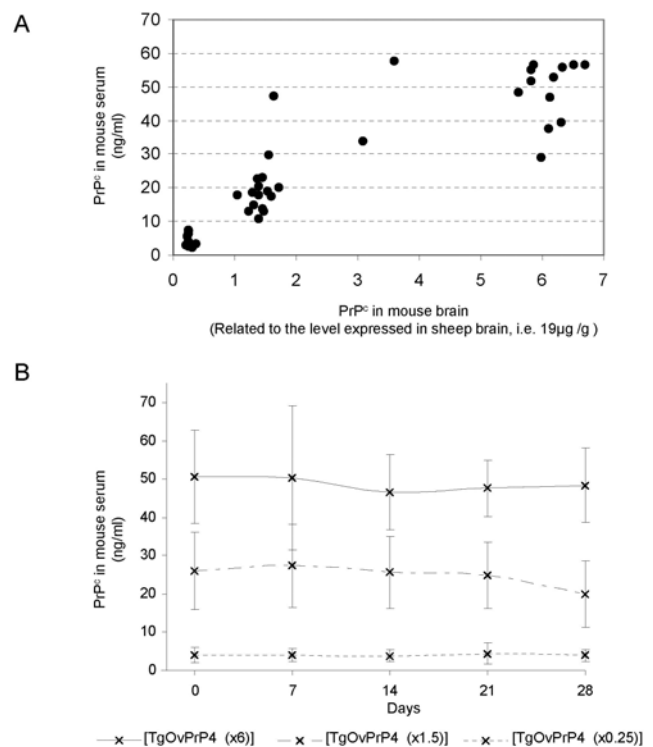 A
PrPᶜ in mouse serum
(ng/ml)
70
60
50
40
30
20
10
0
0 1 2 3 4 5 6 7
PrPᶜ in mouse brain
(Related to the level expressed in sheep brain, i.e. 19µg /g )
B
PrPᶜ in mouse serum
(ng/ml)
70
60
50
40
30
20
10
0
0 7 14 21 28
Days
[TgOvPrP4 (x6)] [TgOvPrP4 (x1.5)] [TgOvPrP4 (x0.25)]